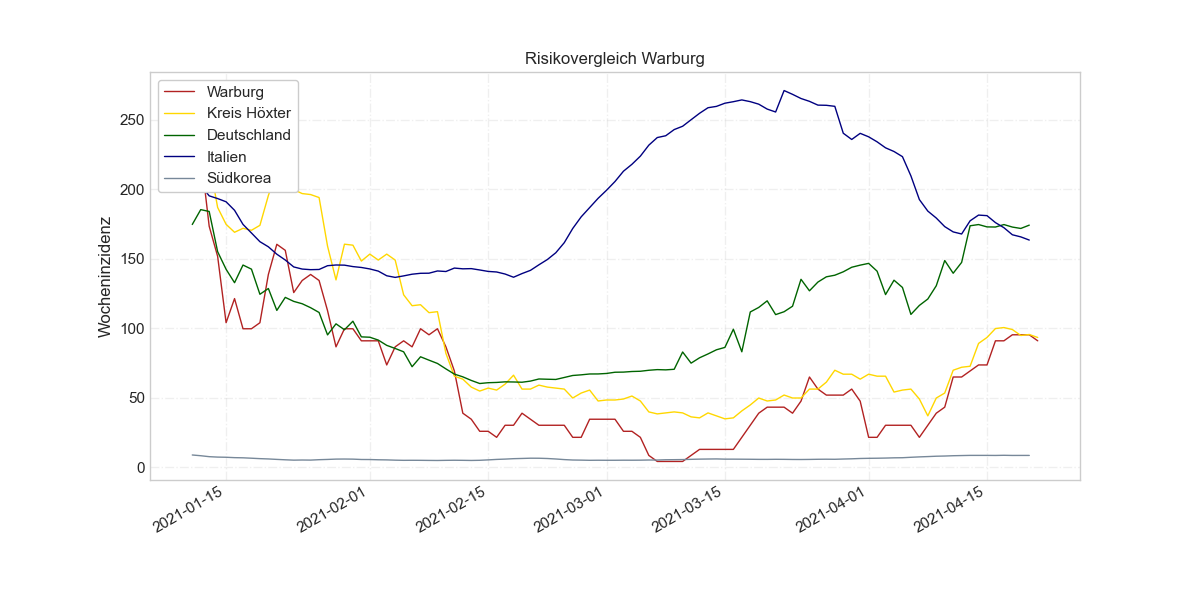 Risikovergleich Warburg
Warburg
Kreis Höxter
Deutschland
Italien
Südkorea
Wocheninzidenz
250
200
150
100
50
0
2021-01-15
2021-02-01
2021-02-15
2021-03-01
2021-03-15
2021-04-01
2021-04-15